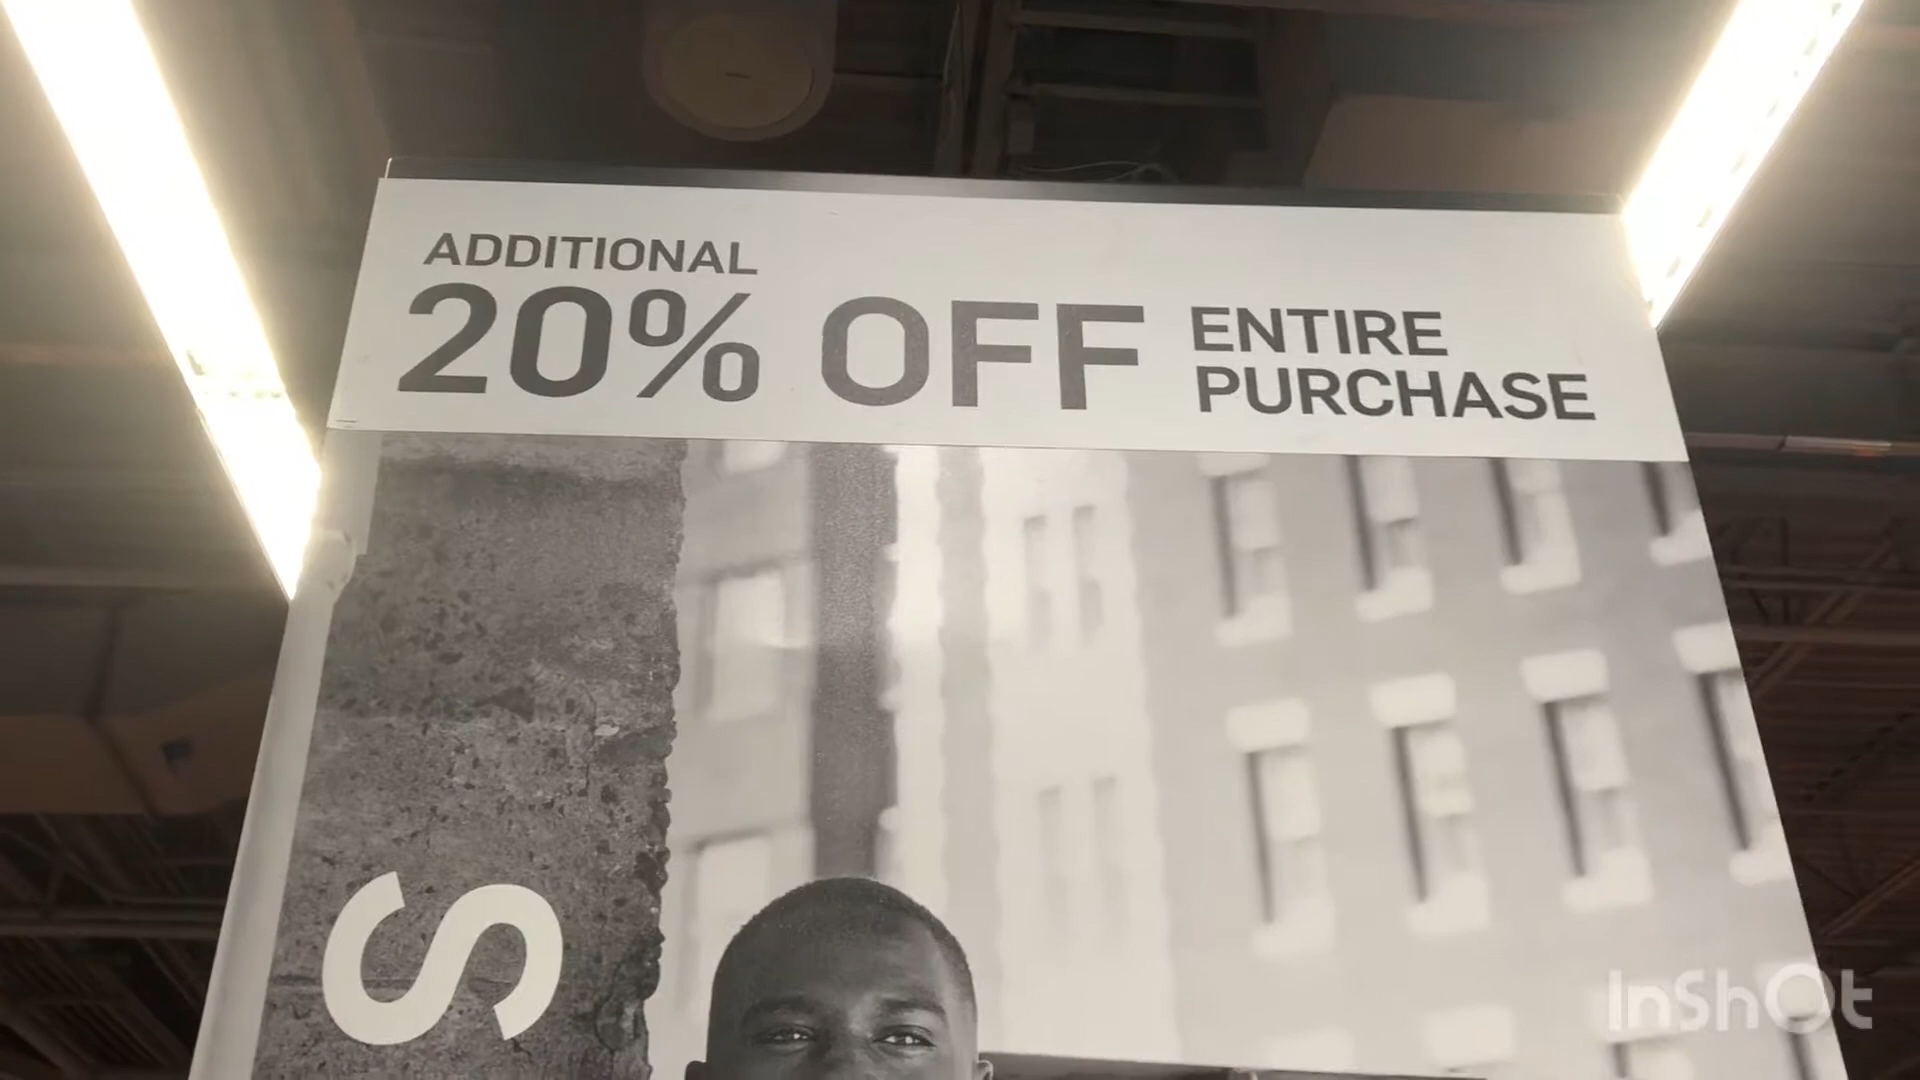 ADDITIONAL
20% OFF ENTIRE
PURCHASE
S
InShOt